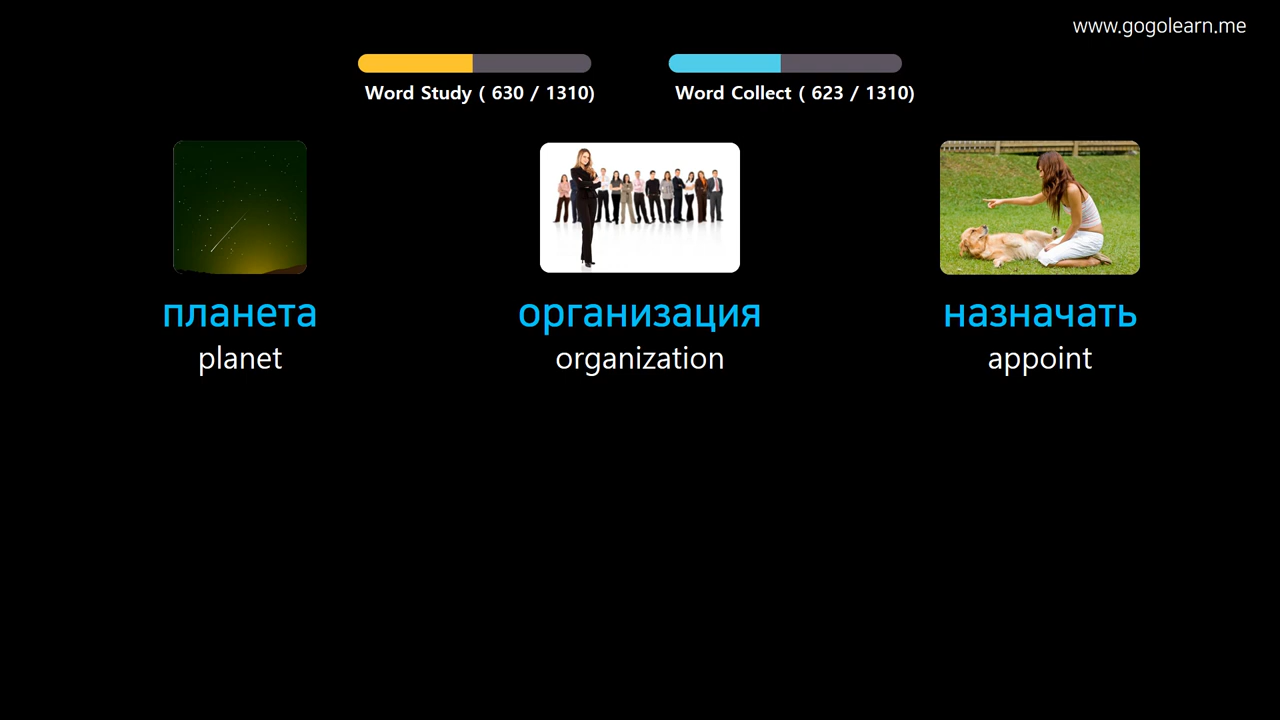 www.gogolearn.me
Word Study ( 630 / 1310)
Word Collect ( 623 / 1310)
планета
planet
организация
organization
назначать
appoint